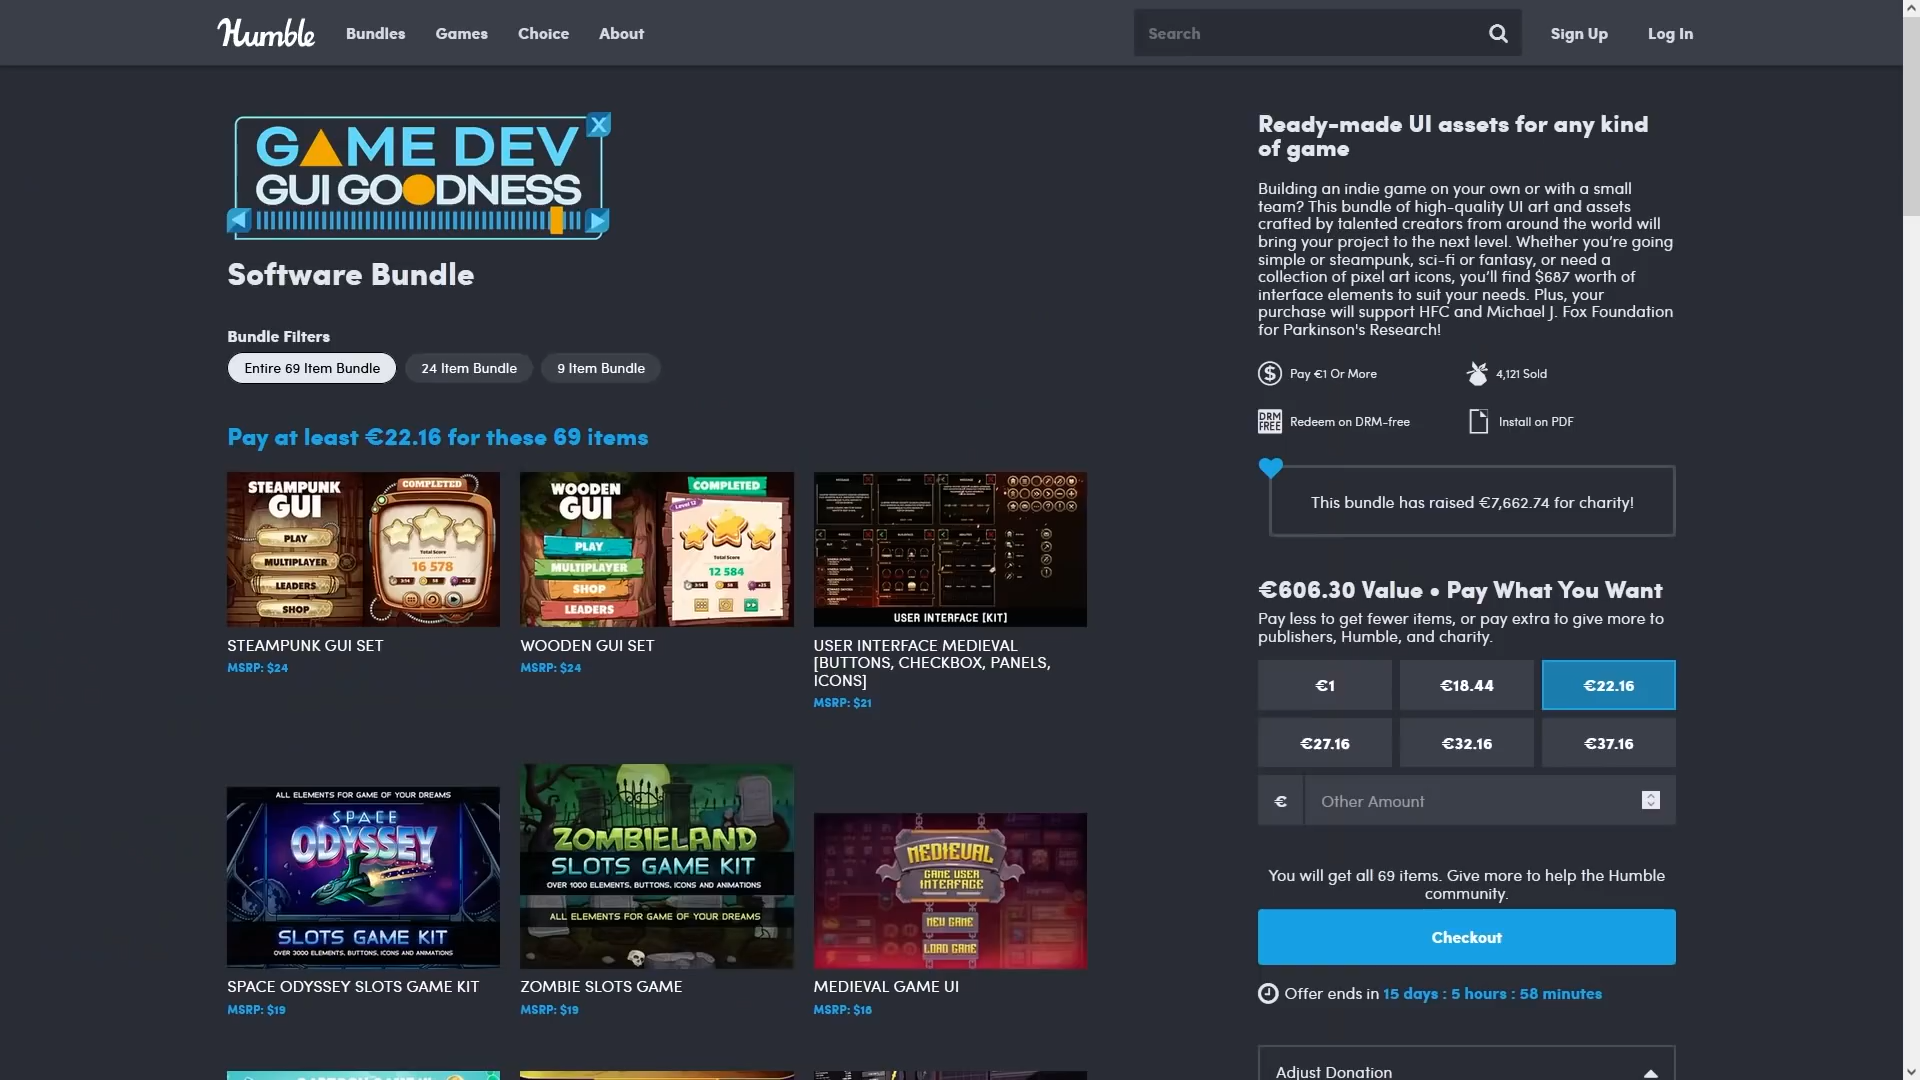 Humble
Bundles
Games
Choice
About
Search
Sign Up
Log In
GAME DEV
X
GUI GOODNESS
Software Bundle
Bundle Filters
Entire 69 Item Bundle
24 Item Bundle
9 Item Bundle
Pay at least €22.16 for these 69 items
STEAMPUNK
GUI
PLAY
MULTIPLAYER
LEADERS
SHOP
COMPLETED
Total Score
16 578
WOODEN
GUI
PLAY
MULTIPLAYER
SHOP
LEADERS
COMPLETED
Level 12
Total Score
12 584
USER INTERFACE [KIT]
STEAMPUNK GUI SET
MSRP: $24
WOODEN GUI SET
MSRP: $24
USER INTERFACE MEDIEVAL
[BUTTONS, CHECKBOX, PANELS,
ICONS]
MSRP: $21
ALL ELEMENTS FOR GAME OF YOUR DREAMS
SPACE
ODYSSEY
SLOTS GAME KIT
OVER 3000 ELEMENTS, BUTTONS, ICONS AND ANIMATIONS
ZOMBIELAND
SLOTS GAME KIT
OVER 1000 ELEMENTS, BUTTONS, ICONS AND ANIMATIONS
ALL ELEMENTS FOR GAME OF YOUR DREAMS
MEDIEVAL
GAME USER
INTERFACE
NEW GAME
LOAD GAME
SPACE ODYSSEY SLOTS GAME KIT
MSRP: $19
ZOMBIE SLOTS GAME
MSRP: $19
MEDIEVAL GAME UI
MSRP: $18
Ready-made UI assets for any kind
of game
Building an indie game on your own or with a small
team? This bundle of high-quality UI art and assets
crafted by talented creators from around the world will
bring your project to the next level. Whether you’re going
simple or steampunk, sci-fi or fantasy, or need a
collection of pixel art icons, you’ll find $687 worth of
interface elements to suit your needs. Plus, your
purchase will support HFC and Michael J. Fox Foundation
for Parkinson's Research!
$
Pay €1 Or More
4,121 Sold
DRM
FREE
Redeem on DRM-free
Install on PDF
This bundle has raised €7,662.74 for charity!
€606.30 Value • Pay What You Want
Pay less to get fewer items, or pay extra to give more to
publishers, Humble, and charity.
€1
€18.44
€22.16
€27.16
€32.16
€37.16
€
Other Amount
You will get all 69 items. Give more to help the Humble
community.
Checkout
Offer ends in 15 days : 5 hours : 58 minutes
Adjust Donation